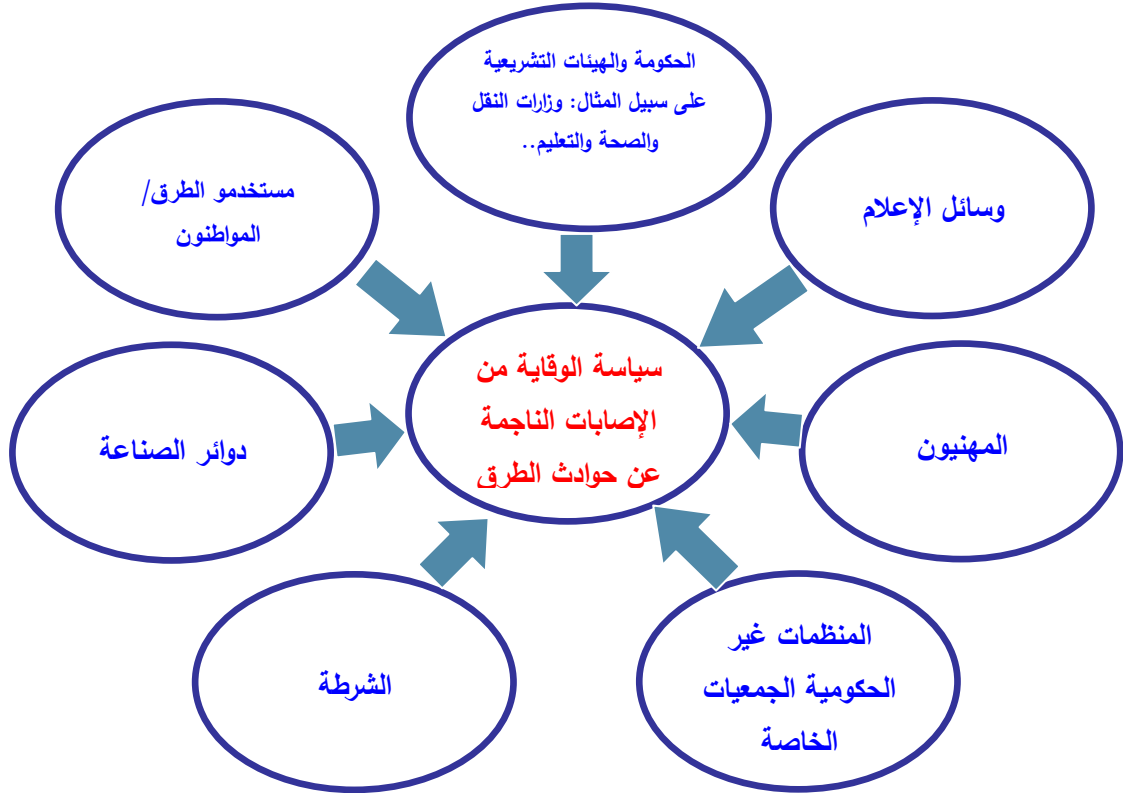 الحكومة والهيئات التشريعية
على سبيل المثال: وزارات النقل
والصحة والتعليم..
وسائل الإعلام
مستخدمو الطرق/
المواطنون
سياسة الوقاية من
الإصابات الناجمة
عن حوادث الطرق
المهنيون
دوائر الصناعة
المنظمات غير
الحكومية الجمعيات
الخاصة
الشرطة